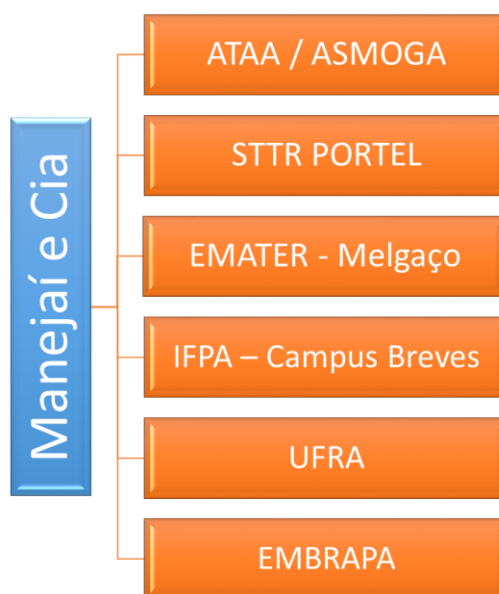 Manejaí e Cia
ATAA / ASMOGA
STTR PORTEL
EMATER - Melgaço
IFPA – Campus Breves
UFRA
EMBRAPA